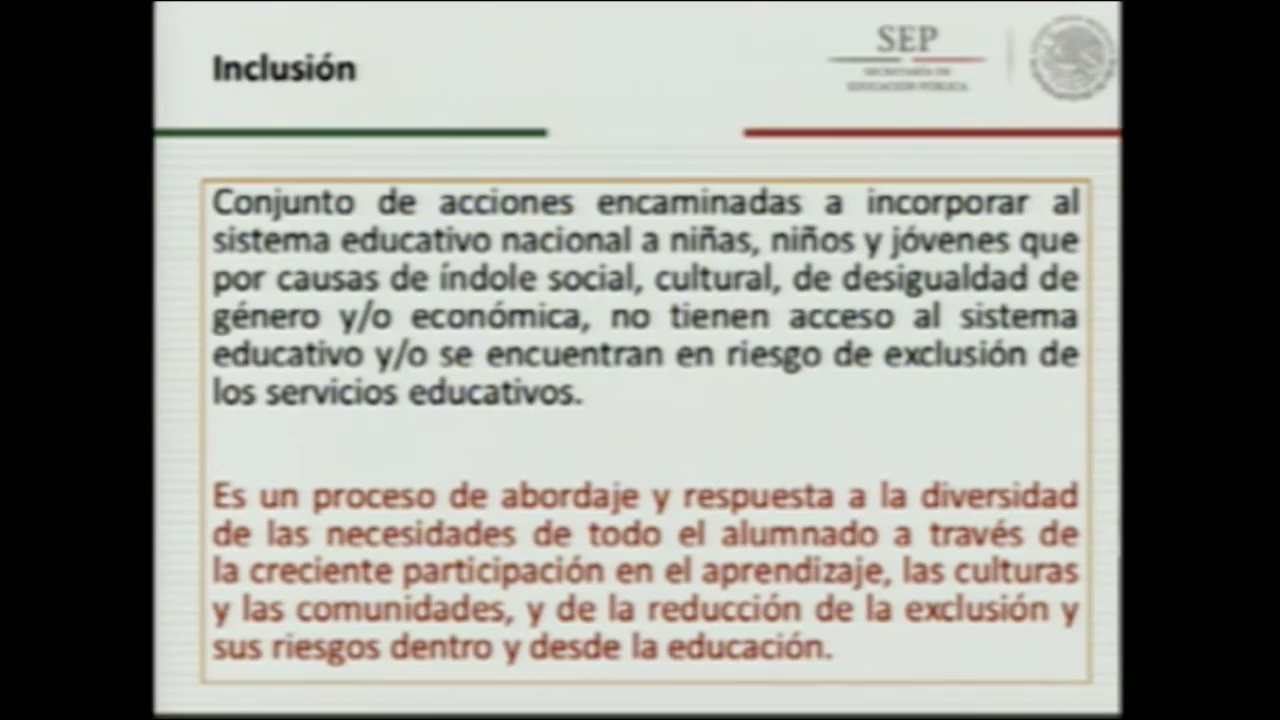 Inclusión
SEP
SECRETARÍA DE
EDUCACIÓN PÚBLICA
Conjunto de acciones encaminadas a incorporar al
sistema educativo nacional a niñas, niños y jóvenes que
por causas de índole social, cultural, de desigualdad de
género y/o económica, no tienen acceso al sistema
educativo y/o se encuentran en riesgo de exclusión de
los servicios educativos.
Es un proceso de abordaje y respuesta a la diversidad
de las necesidades de todo el alumnado a través de
la creciente participación en el aprendizaje, las culturas
y las comunidades, y de la reducción de la exclusión y
sus riesgos dentro y desde la educación.